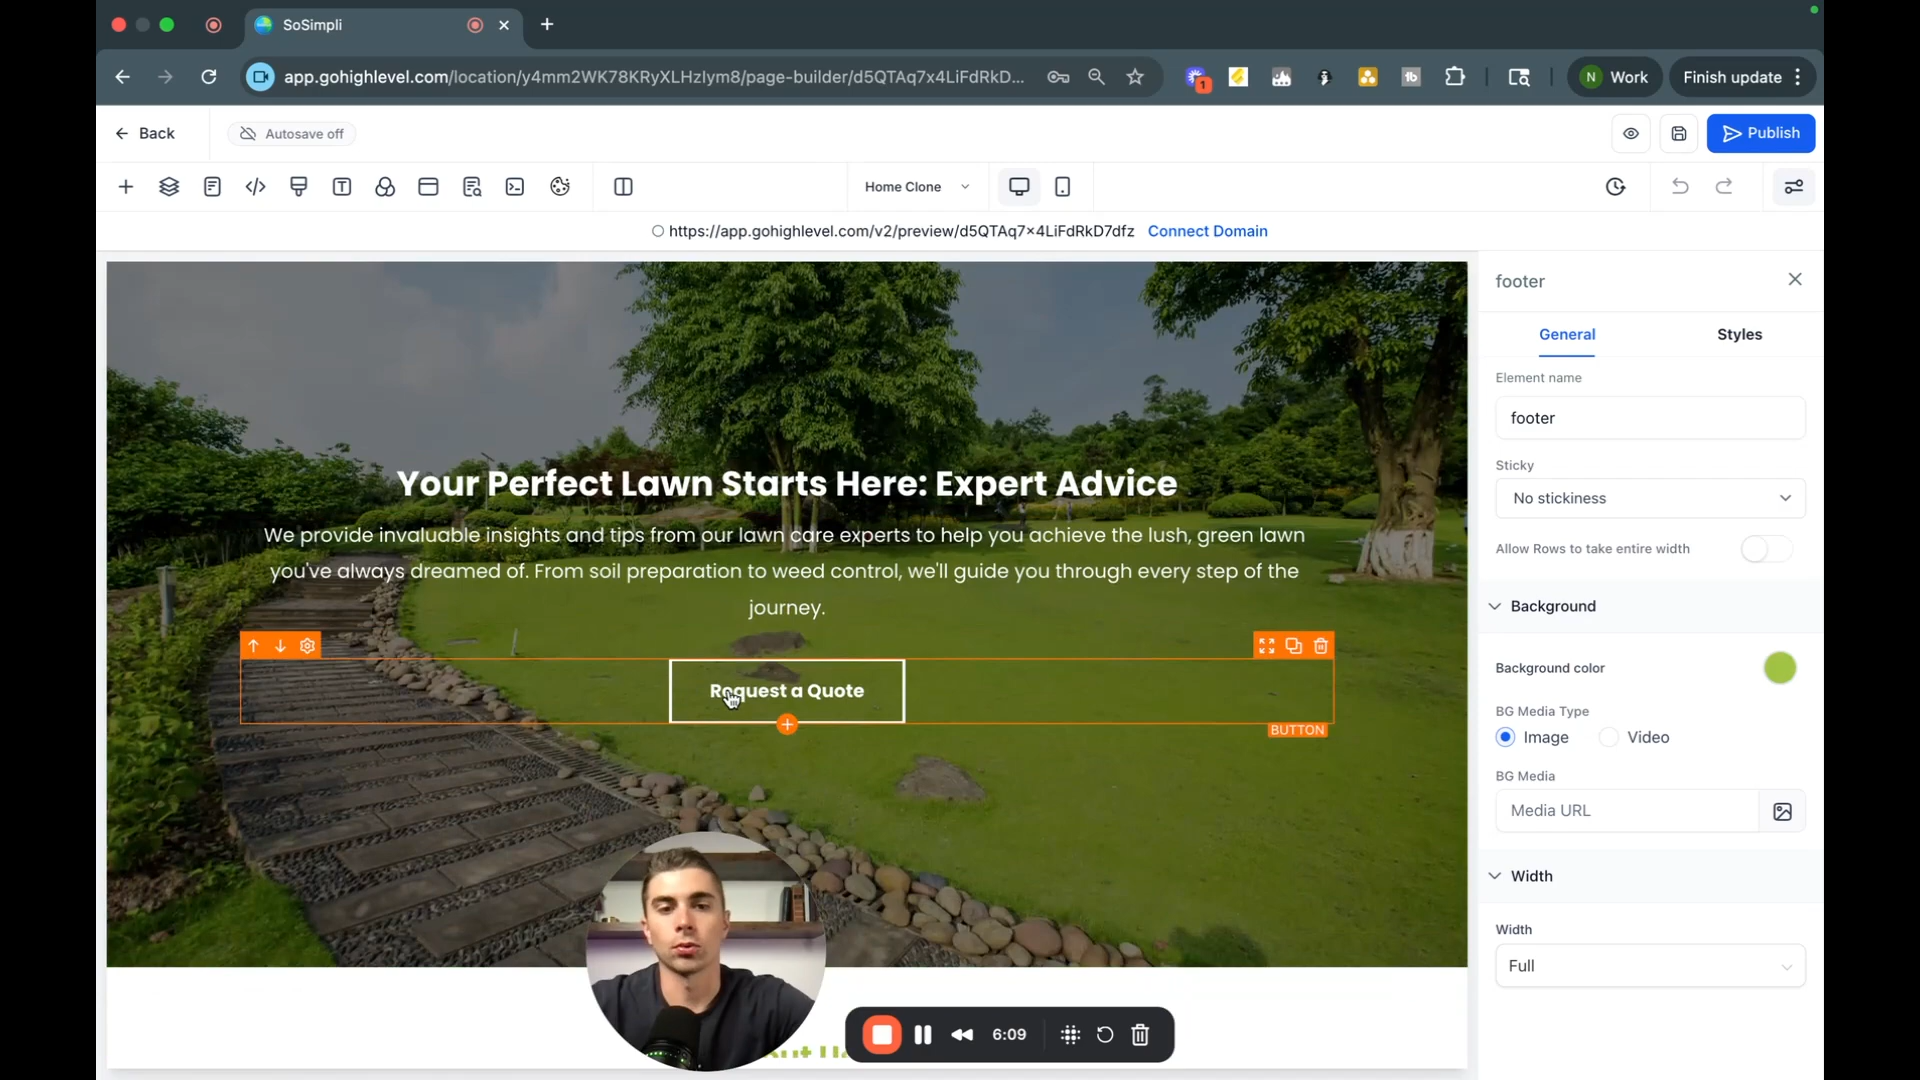 SoSimpli
app.gohighlevel.com/location/y4mm2WK78KRyXLHzIym8/page-builder/d5QTAq7x4LiFdRkD...
1
N Work
Finish update
Back
Autosave off
Publish
Home Clone
https://app.gohighlevel.com/v2/preview/d5QTAq7x4LiFdRkD7dfz Connect Domain
footer
General
Styles
Element name
footer
Sticky
No stickiness
Allow Rows to take entire width
Background
Background color
BG Media Type
Image
Video
BG Media
Media URL
Width
Width
Full
Your Perfect Lawn Starts Here: Expert Advice
We provide invaluable insights and tips from our lawn care experts to help you achieve the lush, green lawn
you've always dreamed of. From soil preparation to weed control, we'll guide you through every step of the
journey.
Request a Quote
BUTTON
6:09